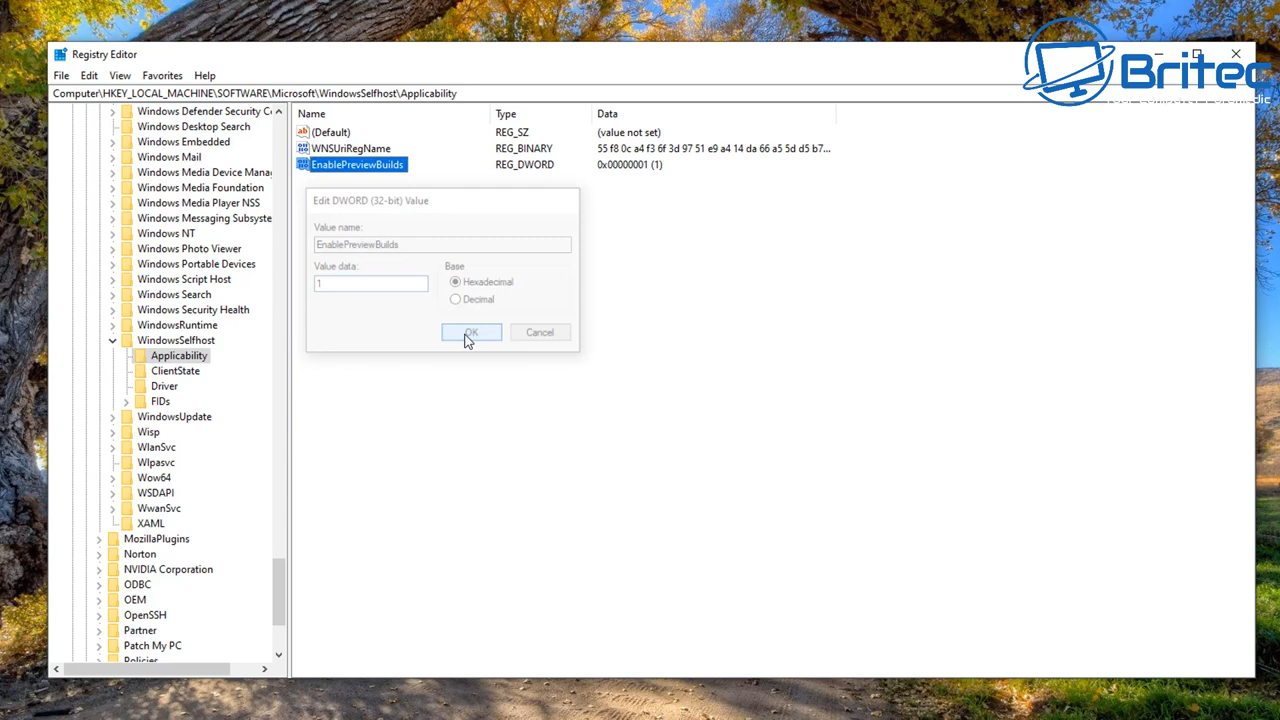 Registry Editor
Britec
File Edit View Favorites Help
Computer\HKEY_LOCAL_MACHINE\SOFTWARE\Microsoft\WindowsSelfhost\Applicability
Windows Defender Security Co
Windows Desktop Search
Windows Embedded
Windows Mail
Windows Media Device Mana
Windows Media Foundation
Windows Media Player NSS
Windows Messaging Subsyste
Windows NT
Windows Photo Viewer
Windows Portable Devices
Windows Script Host
Windows Search
Windows Security Health
WindowsRuntime
WindowsSelfhost
Applicability
ClientState
Driver
FIDs
WindowsUpdate
Wisp
WlanSvc
Wlpasvc
Wow64
WSDAPI
WwanSvc
XAML
MozillaPlugins
Norton
NVIDIA Corporation
ODBC
OEM
OpenSSH
Partner
Patch My PC
Policies
Name Type Data
(Default) REG_SZ (value not set)
WNSUriRegName REG_BINARY 55 f8 0c a4 f3 6f 3d 97 51 e9 a4 14 da 66 a5 5d d5 b7...
EnablePreviewBuilds REG_DWORD 0x00000001 (1)
Edit DWORD (32-bit) Value
Value name:
EnablePreviewBuilds
Value data: Base
1 Hexadecimal
Decimal
OK Cancel